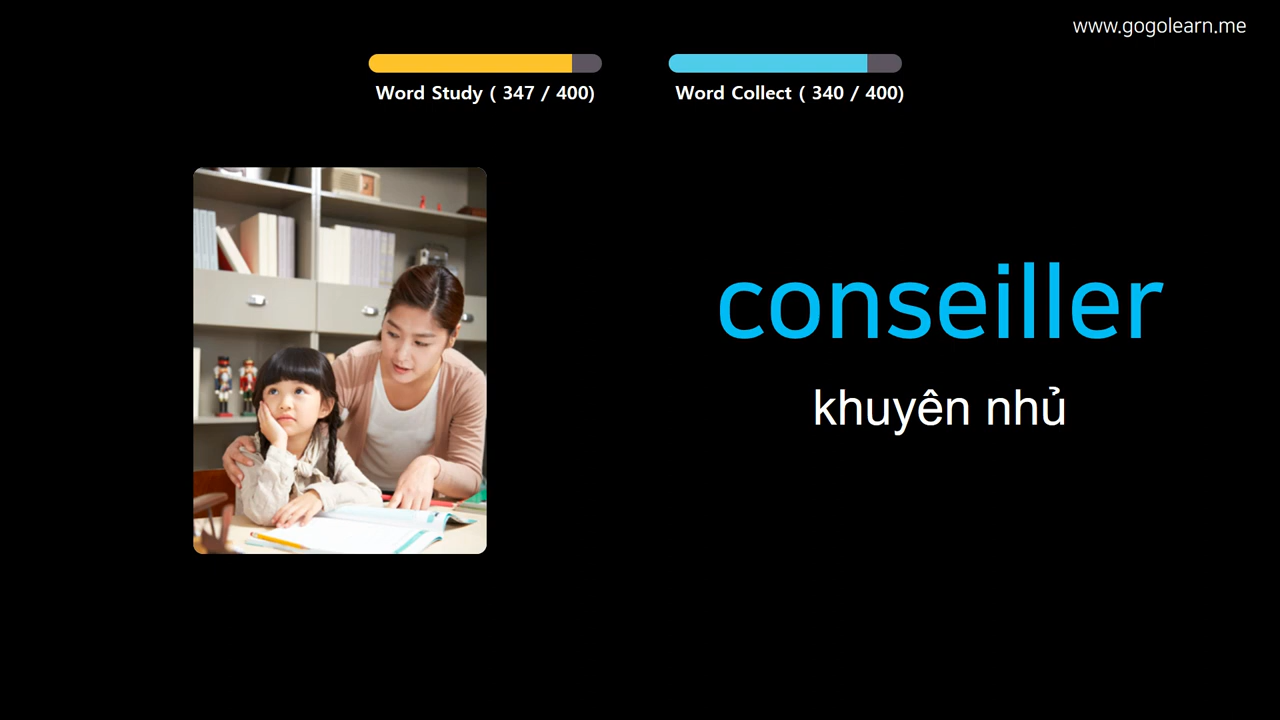 www.gogolearn.me
Word Study ( 347 / 400)
Word Collect ( 340 / 400)
conseiller
khuyên nhủ